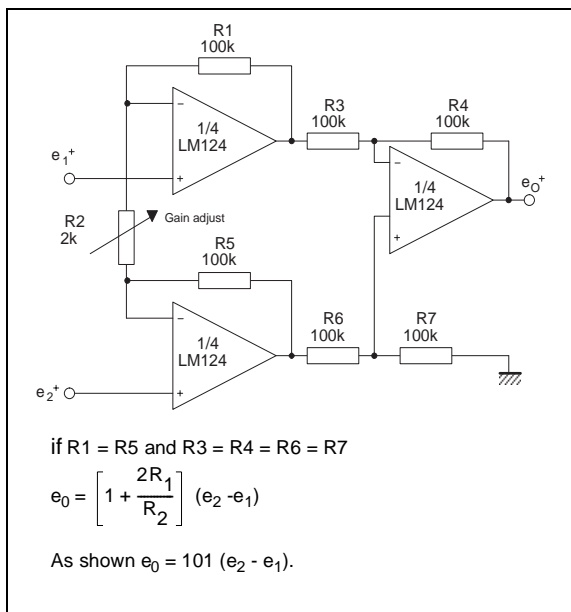 R1
100k
R3
100k
R4
100k
1/4
LM124
e1+
1/4
LM124
eO+
R2
2k
Gain adjust
R5
100k
R6
100k
R7
100k
1/4
LM124
e2+
if R1 = R5 and R3 = R4 = R6 = R7
e0 = [1 + 2R1/R2] (e2 -e1)
As shown e0 = 101 (e2 - e1).